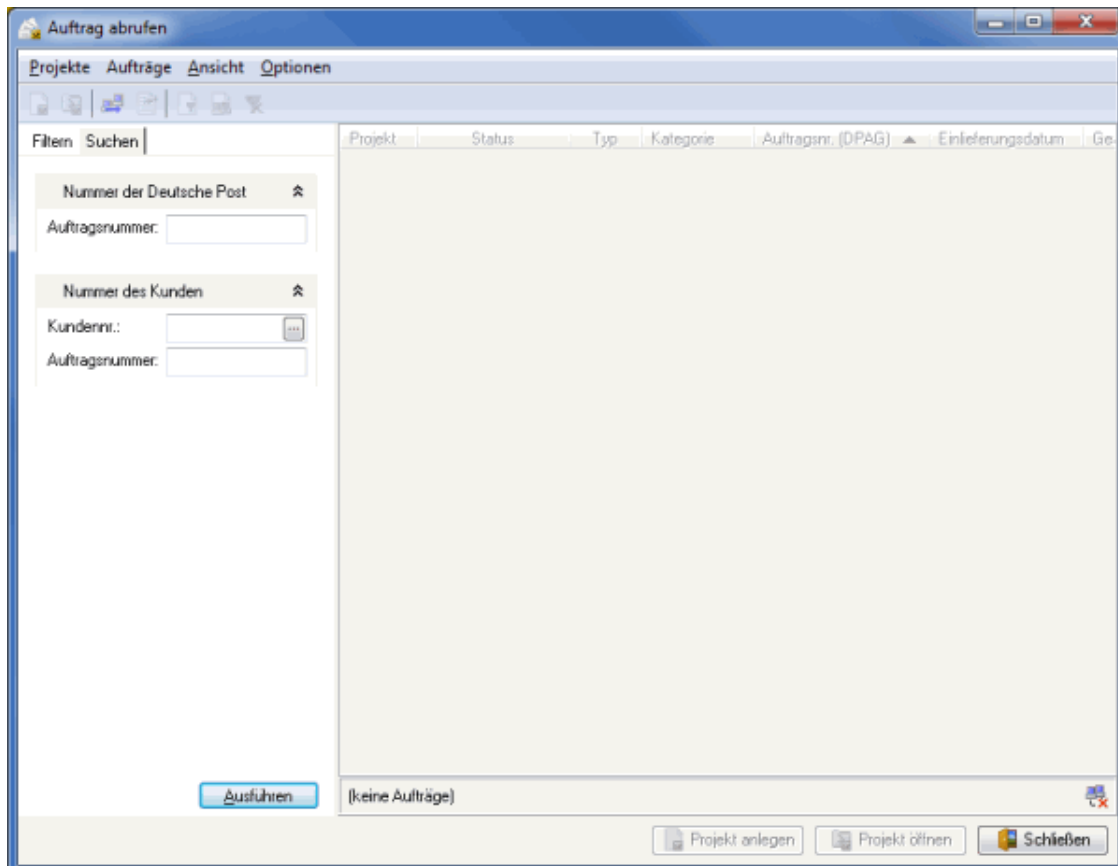 Auftrag abrufen
Projekte Aufträge Ansicht Optionen
Filtern Suchen
Projekt Status Typ Kategorie Auftragsnr. (DPAG) Einlieferungsdatum Ge
Nummer der Deutsche Post
Auftragsnummer:
Nummer des Kunden
Kundennr.:
...
Auftragsnummer:
Ausführen
(keine Aufträge)
Projekt anlegen Projekt öffnen Schließen